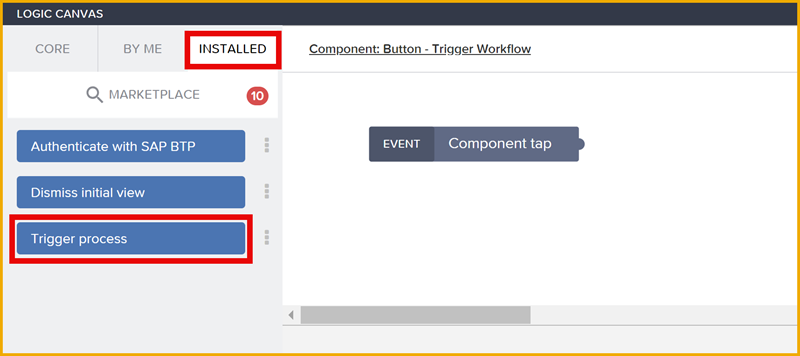 LOGIC CANVAS
CORE BY ME INSTALLED
MARKETPLACE 10
Authenticate with SAP BTP
Dismiss initial view
Trigger process
Component: Button - Trigger Workflow
EVENT Component tap